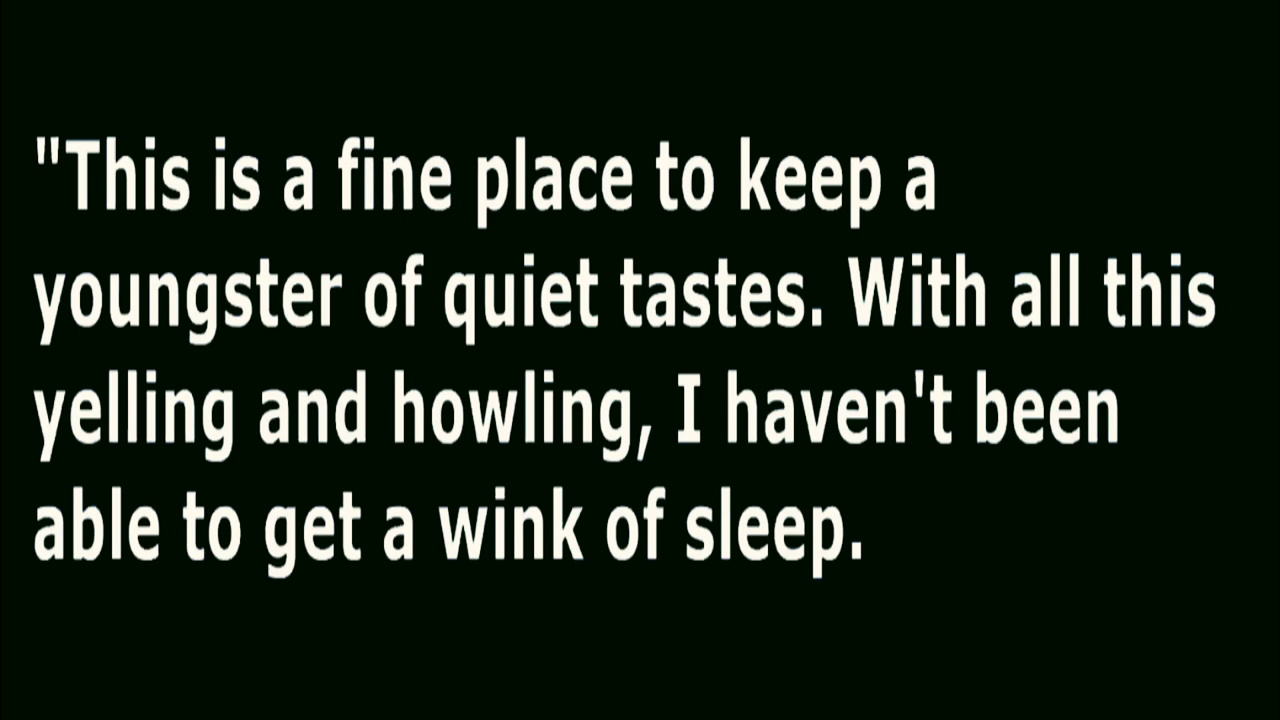 "This is a fine place to keep a
youngster of quiet tastes. With all this
yelling and howling, I haven't been
able to get a wink of sleep.